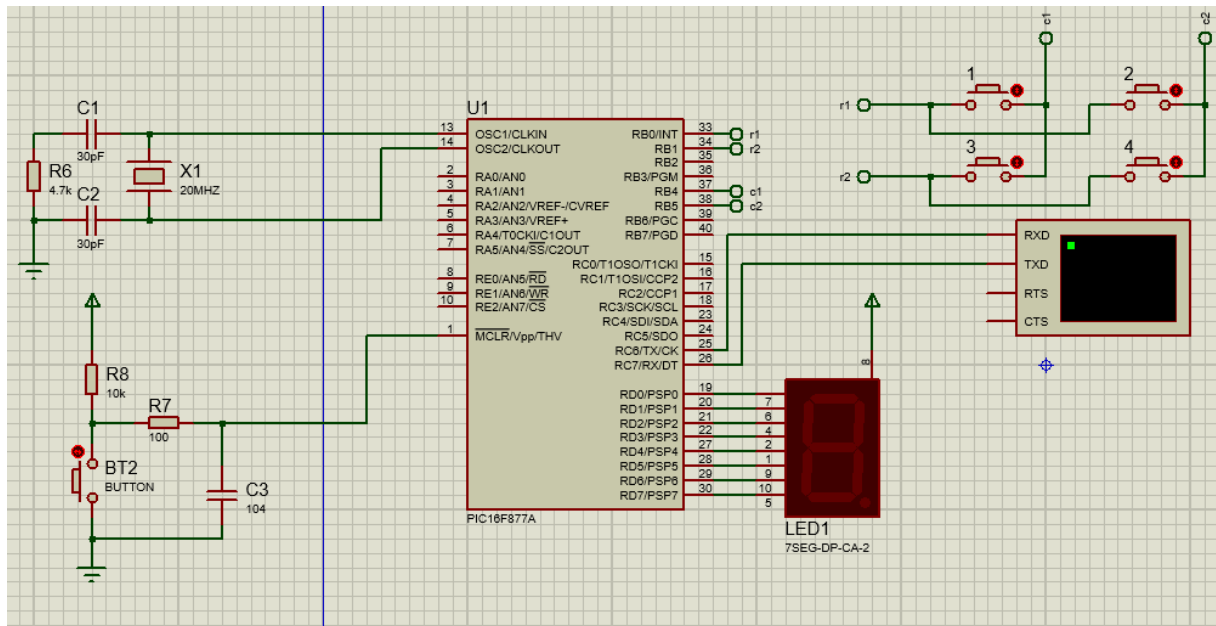 c1
c2
1
2
r1
3
4
r2
C1
30pF
R6
4.7k
X1
20MHZ
C2
30pF
U1
13 OSC1/CLKIN
14 OSC2/CLKOUT
2 RA0/AN0
3 RA1/AN1
4 RA2/AN2/VREF-/CVREF
5 RA3/AN3/VREF+
6 RA4/T0CKI/C1OUT
7 RA5/AN4/SS/C2OUT
8 RE0/AN5/RD
9 RE1/AN6/WR
10 RE2/AN7/CS
1 MCLR/Vpp/THV
RB0/INT 33 r1
RB1 34 r2
RB2 35
RB3/PGM 36
RB4 37 c1
RB5 38 c2
RB6/PGC 39
RB7/PGD 40
RC0/T1OSO/T1CKI 15
RC1/T1OSI/CCP2 16
RC2/CCP1 17
RC3/SCK/SCL 18
RC4/SDI/SDA 23
RC5/SDO 24
RC6/TX/CK 25
RC7/RX/DT 26
RD0/PSP0 19
RD1/PSP1 20
RD2/PSP2 21
RD3/PSP3 22
RD4/PSP4 27
RD5/PSP5 28
RD6/PSP6 29
RD7/PSP7 30
PIC16F877A
RXD
TXD
RTS
CTS
8
7
6
4
2
1
9
10
5
LED1
7SEG-DP-CA-2
R8
10k
R7
100
BT2
BUTTON
C3
104